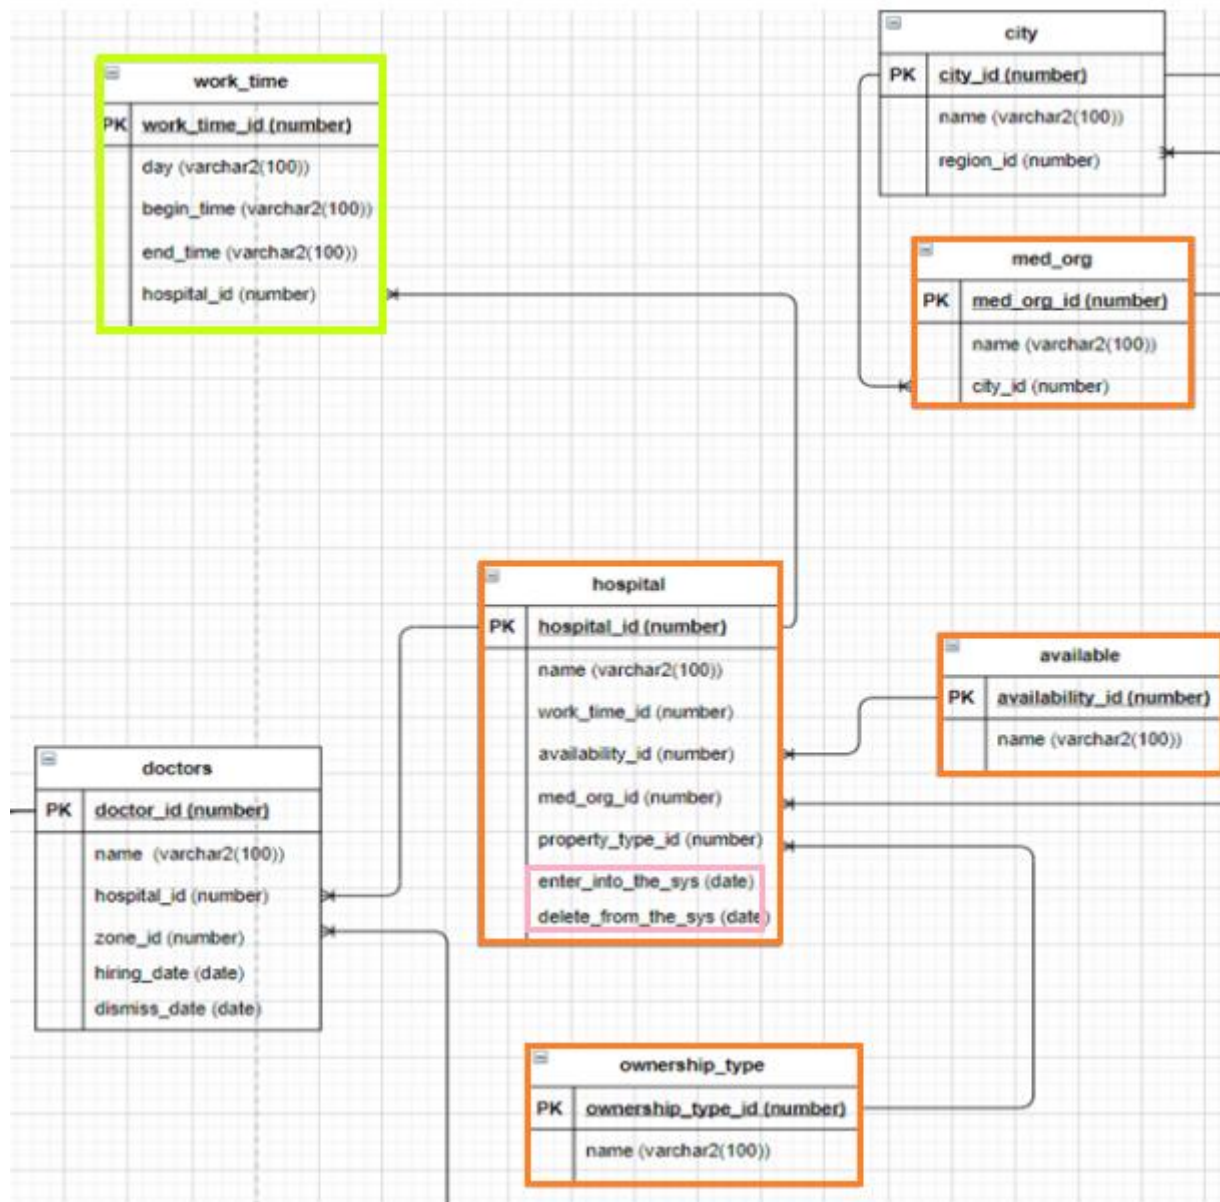 work_time
PK work_time_id (number)
day (varchar2(100))
begin_time (varchar2(100))
end_time (varchar2(100))
hospital_id (number)
city
PK city_id (number)
name (varchar2(100))
region_id (number)
med_org
PK med_org_id (number)
name (varchar2(100))
city_id (number)
hospital
PK hospital_id (number)
name (varchar2(100))
work_time_id (number)
availability_id (number)
med_org_id (number)
property_type_id (number)
enter_into_the_sys (date)
delete_from_the_sys (date)
available
PK availability_id (number)
name (varchar2(100))
doctors
PK doctor_id (number)
name (varchar2(100))
hospital_id (number)
zone_id (number)
hiring_date (date)
dismiss_date (date)
ownership_type
PK ownership_type_id (number)
name (varchar2(100))